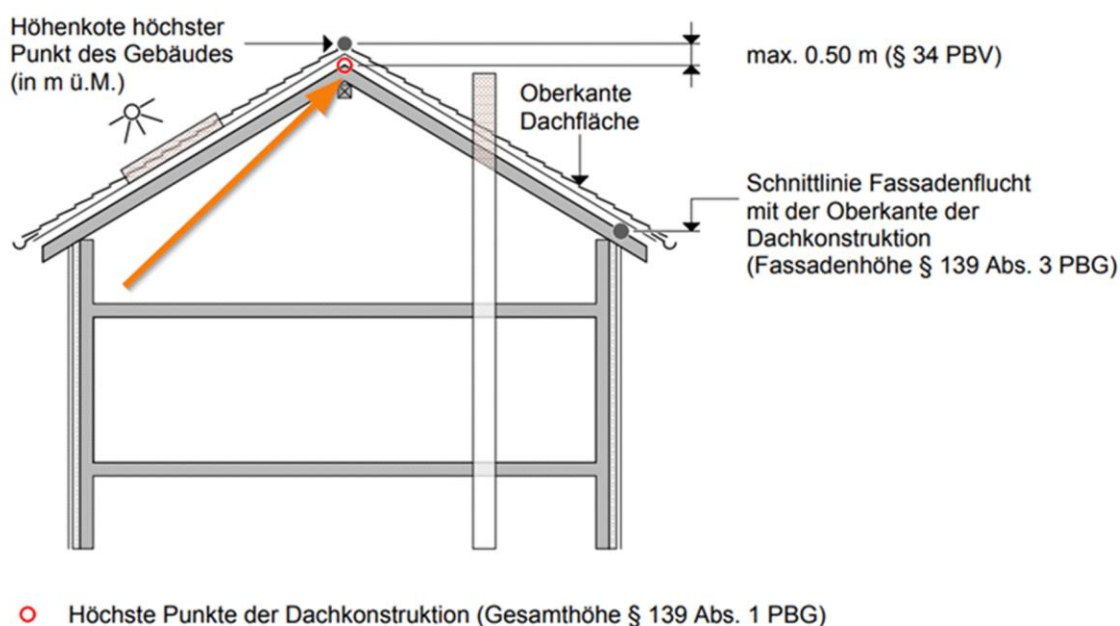 Höhenkote höchster
Punkt des Gebäudes
(in m ü.M.)
max. 0.50 m (§ 34 PBV)
Oberkante
Dachfläche
Schnittlinie Fassadenflucht
mit der Oberkante der
Dachkonstruktion
(Fassadenhöhe § 139 Abs. 3 PBG)
Höchste Punkte der Dachkonstruktion (Gesamthöhe § 139 Abs. 1 PBG)